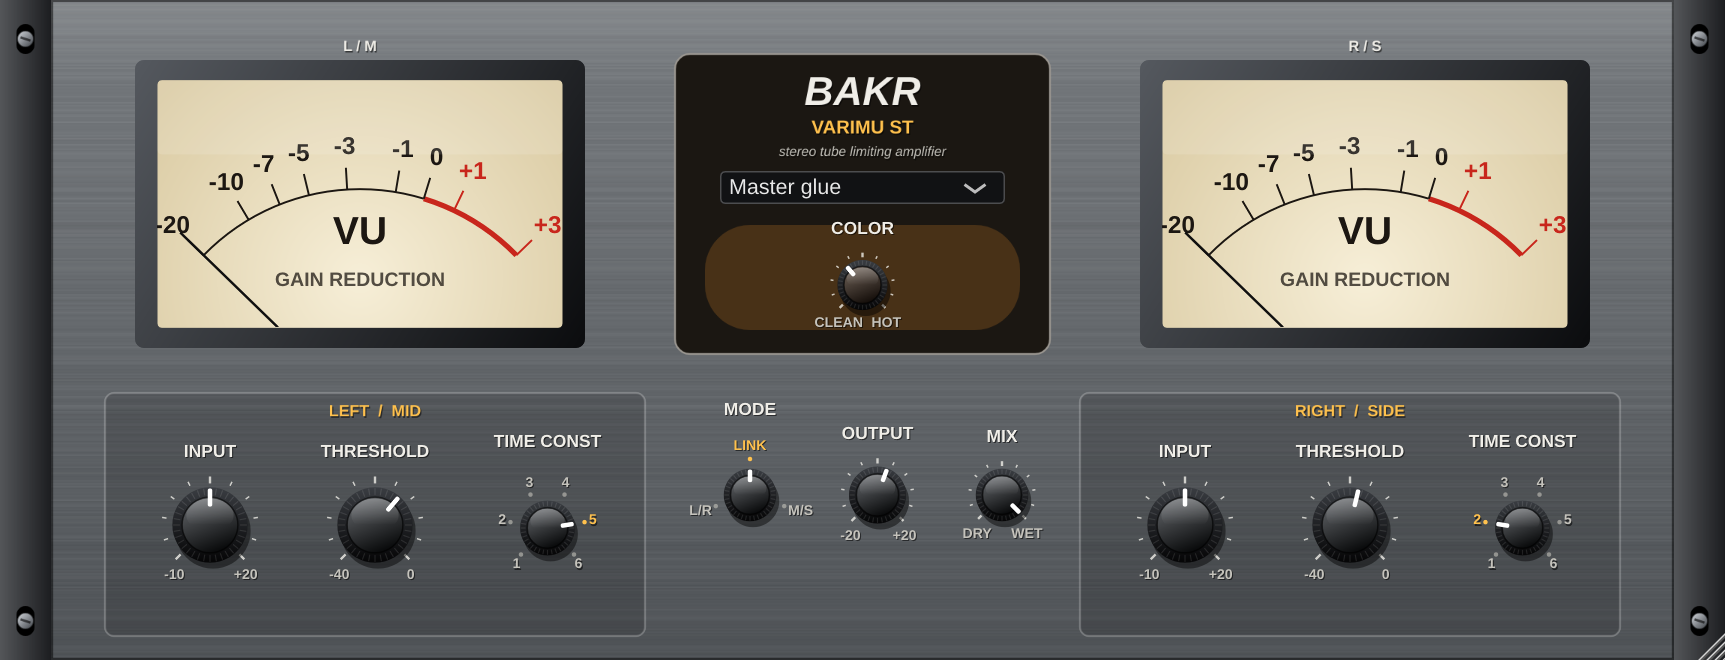 L / M
-20 -10 -7 -5 -3 -1 0 +1 +3
VU
GAIN REDUCTION
BAKR
VARIMU ST
stereo tube limiting amplifier
Master glue
COLOR
CLEAN HOT
R / S
-20 -10 -7 -5 -3 -1 0 +1 +3
VU
GAIN REDUCTION
LEFT / MID
INPUT
-10 +20
THRESHOLD
-40 0
TIME CONST
3 4
2 5
1 6
MODE
LINK
L/R M/S
OUTPUT
-20 +20
MIX
DRY WET
RIGHT / SIDE
INPUT
-10 +20
THRESHOLD
-40 0
TIME CONST
3 4
2 5
1 6